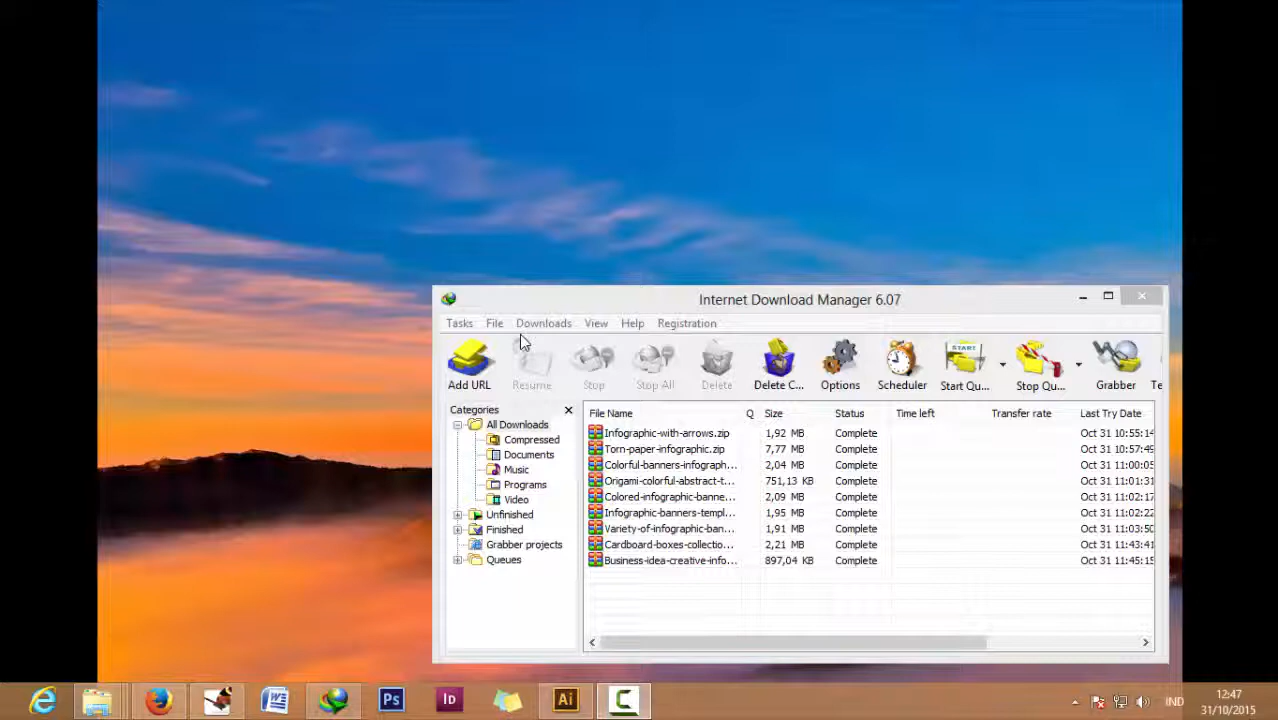 Internet Download Manager 6.07
Tasks File Downloads View Help Registration
Add URL Resume Stop Stop All Delete Delete C... Options Scheduler Start Qu... Stop Qu... Grabber Te
START
Categories
All Downloads
Compressed
Documents
Music
Programs
Video
Unfinished
Finished
Grabber projects
Queues
File Name Q Size Status Time left Transfer rate Last Try Date
Infographic-with-arrows.zip 1,92 MB Complete Oct 31 10:55:14
Torn-paper-infographic.zip 7,77 MB Complete Oct 31 10:57:49
Colorful-banners-infograph... 2,04 MB Complete Oct 31 11:00:05
Origami-colorful-abstract-t... 751,13 KB Complete Oct 31 11:01:31
Colored-infographic-banne... 2,09 MB Complete Oct 31 11:02:17
Infographic-banners-templ... 1,95 MB Complete Oct 31 11:02:22
Variety-of-infographic-ban... 1,91 MB Complete Oct 31 11:03:50
Cardboard-boxes-collectio... 2,21 MB Complete Oct 31 11:43:41
Business-idea-creative-info... 897,04 KB Complete Oct 31 11:45:15
Ps Id Ai C
IND
12:47
31/10/2015